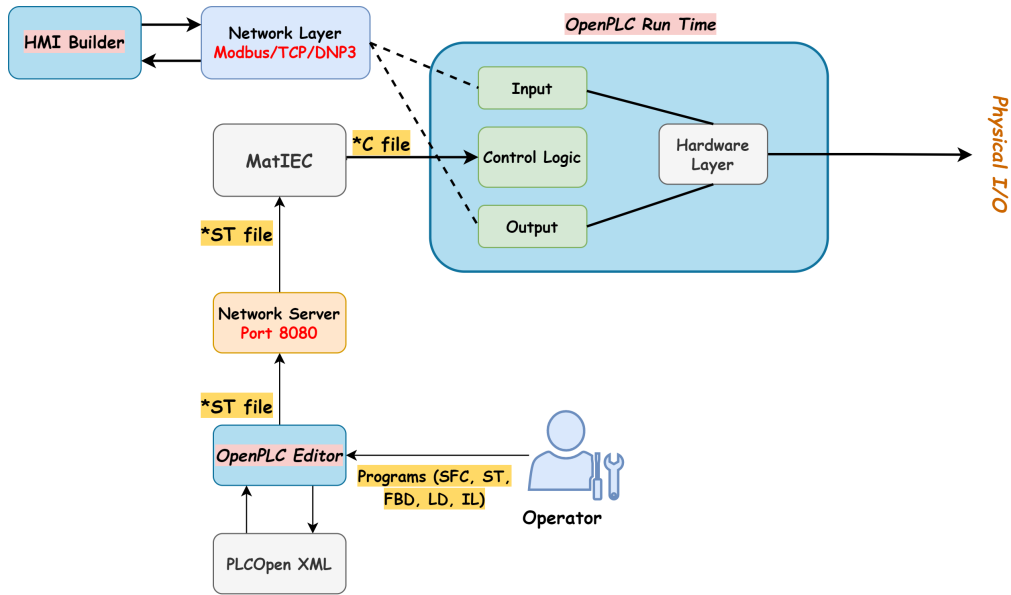 OpenPLC Run Time
HMI Builder
Network Layer
Modbus/TCP/DNP3
Input
Physical I/O
*C file
Control Logic
Hardware
Layer
MatIEC
Output
*ST file
Network Server
Port 8080
*ST file
OpenPLC Editor
Programs (SFC, ST,
FBD, LD, IL)
Operator
PLCOpen XML